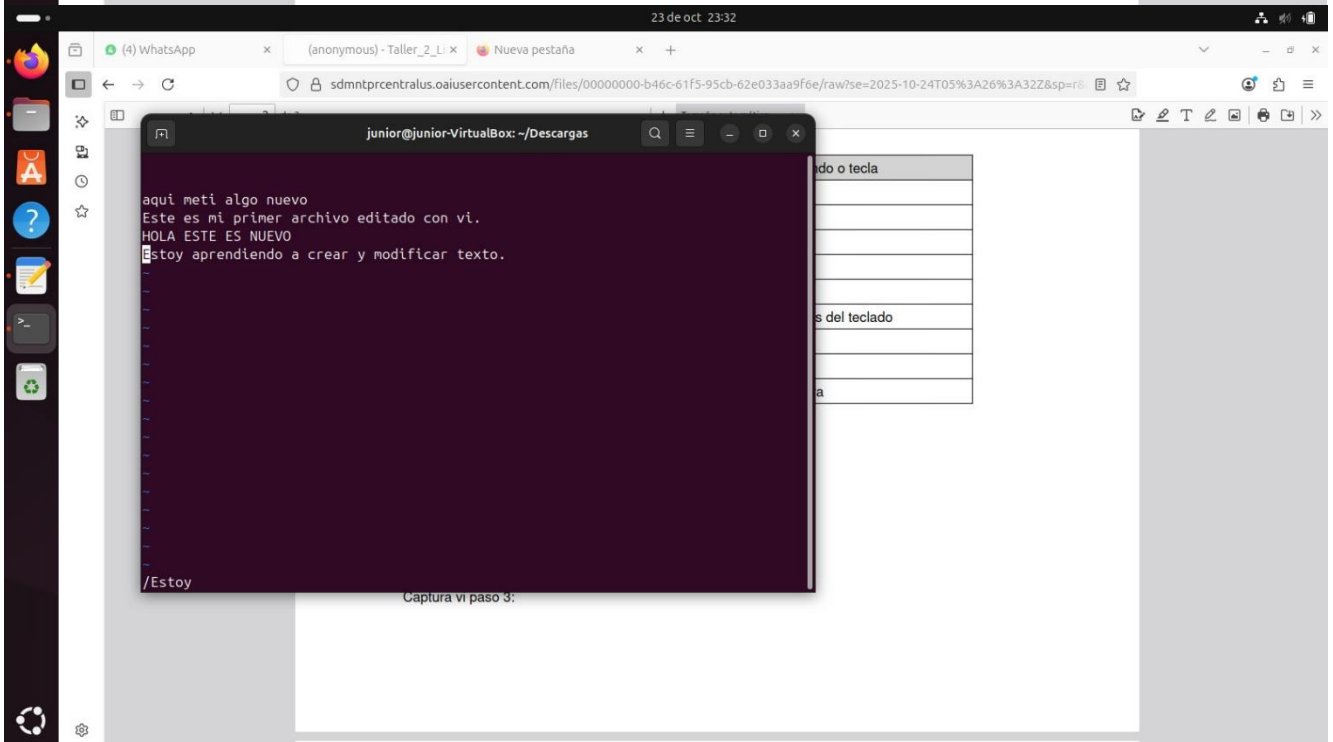 23 de oct 23:32
(4) WhatsApp
(anonymous) - Taller_2_Li
Nueva pestaña
sdmntprcentralus.oaiusercontent.com/files/00000000-b46c-61f5-95cb-62e033aa9f6e/raw?se=2025-10-24T05%3A26%3A32Z&sp=r&
junior@junior-VirtualBox: ~/Descargas
do o tecla
aqui meti algo nuevo
Este es mi primer archivo editado con vi.
HOLA ESTE ES NUEVO
Estoy aprendiendo a crear y modificar texto.
~
~
~
s del teclado
~
~
~
~
a
~
~
~
~
~
~
~
~
~
~
/Estoy
Captura vi paso 3: